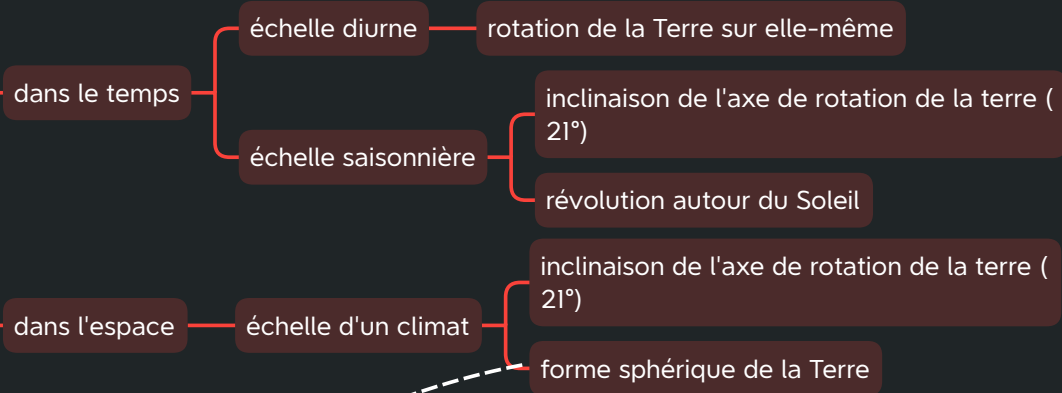 échelle diurne
rotation de la Terre sur elle-même
dans le temps
inclinaison de l'axe de rotation de la terre (
21°)
échelle saisonnière
révolution autour du Soleil
inclinaison de l'axe de rotation de la terre (
21°)
dans l'espace
échelle d'un climat
forme sphérique de la Terre